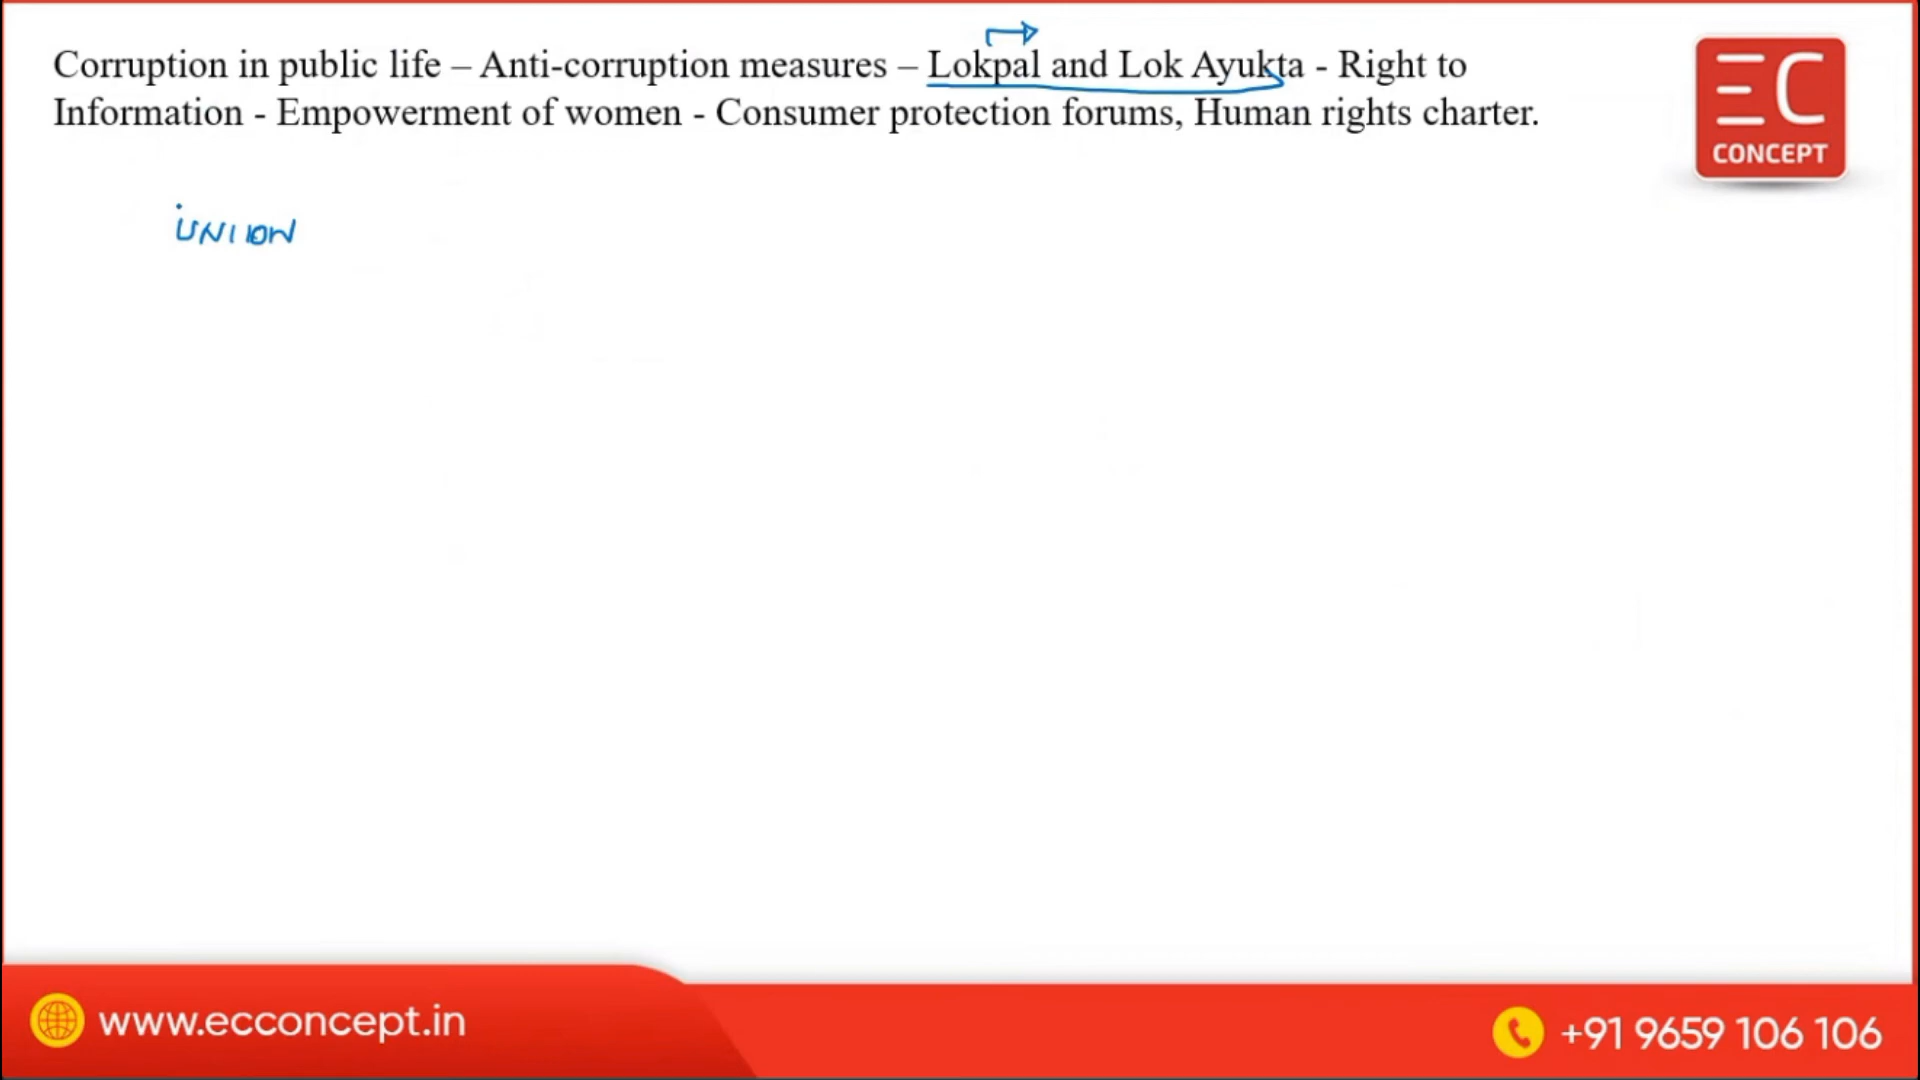 Corruption in public life – Anti-corruption measures – Lokpal and Lok Ayukta - Right to
Information - Empowerment of women - Consumer protection forums, Human rights charter.
EC
CONCEPT
UNION
www.ecconcept.in
+91 9659 106 106